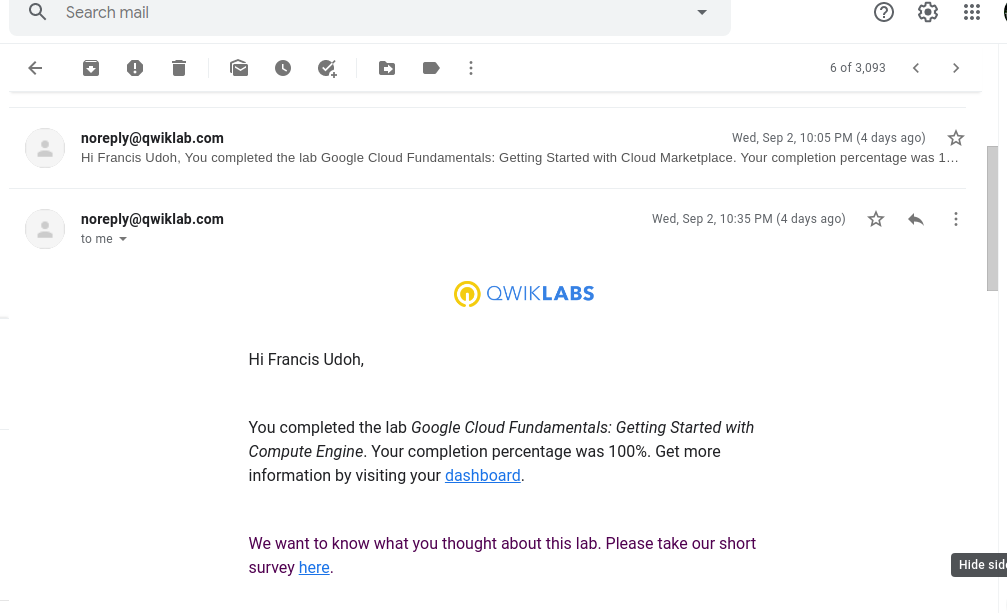 Search mail
6 of 3,093
noreply@qwiklab.com Wed, Sep 2, 10:05 PM (4 days ago)
Hi Francis Udoh, You completed the lab Google Cloud Fundamentals: Getting Started with Cloud Marketplace. Your completion percentage was 1…
noreply@qwiklab.com Wed, Sep 2, 10:35 PM (4 days ago)
to me
QWIKLABS
Hi Francis Udoh,
You completed the lab Google Cloud Fundamentals: Getting Started with
Compute Engine. Your completion percentage was 100%. Get more
information by visiting your dashboard.
We want to know what you thought about this lab. Please take our short
survey here.
Hide side